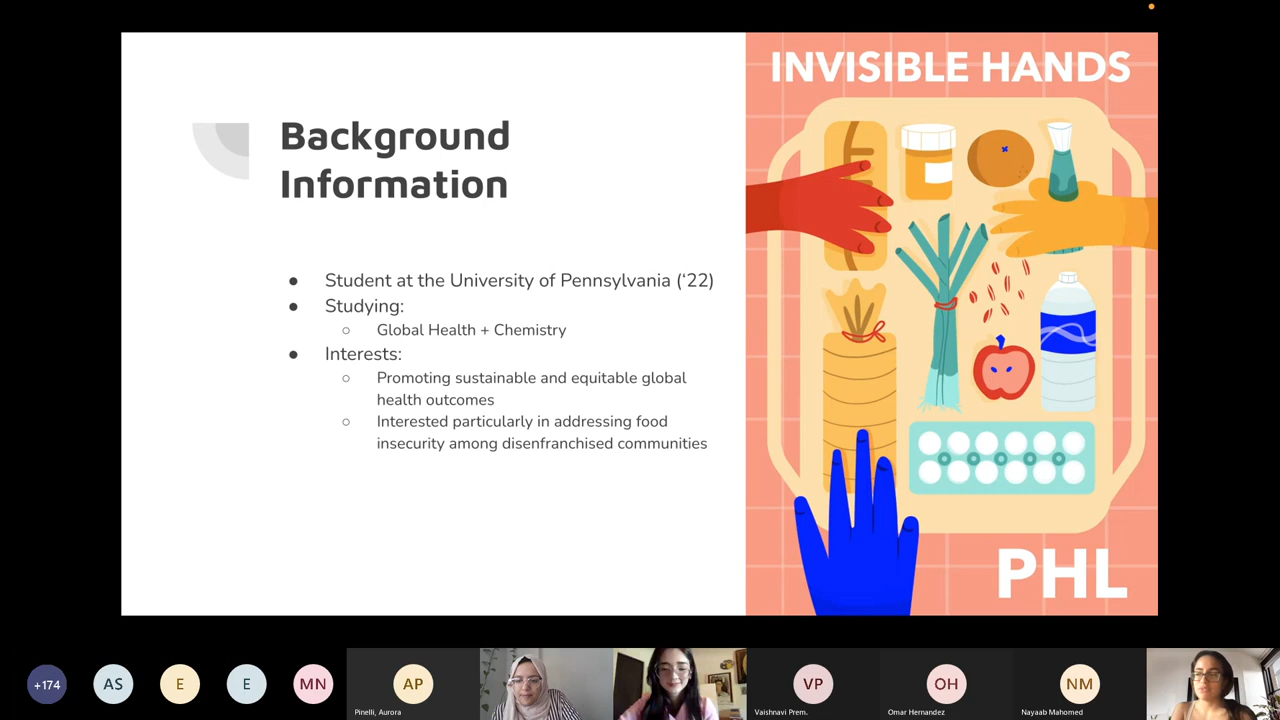 Background
Information
● Student at the University of Pennsylvania (‘22)
● Studying:
○ Global Health + Chemistry
● Interests:
○ Promoting sustainable and equitable global
health outcomes
○ Interested particularly in addressing food
insecurity among disenfranchised communities
INVISIBLE HANDS
PHL
+174
AS
E
E
MN
AP
Pinelli, Aurora
VP
Vaishnavi Prem.
OH
Omar Hernandez
NM
Nayaab Mahomed